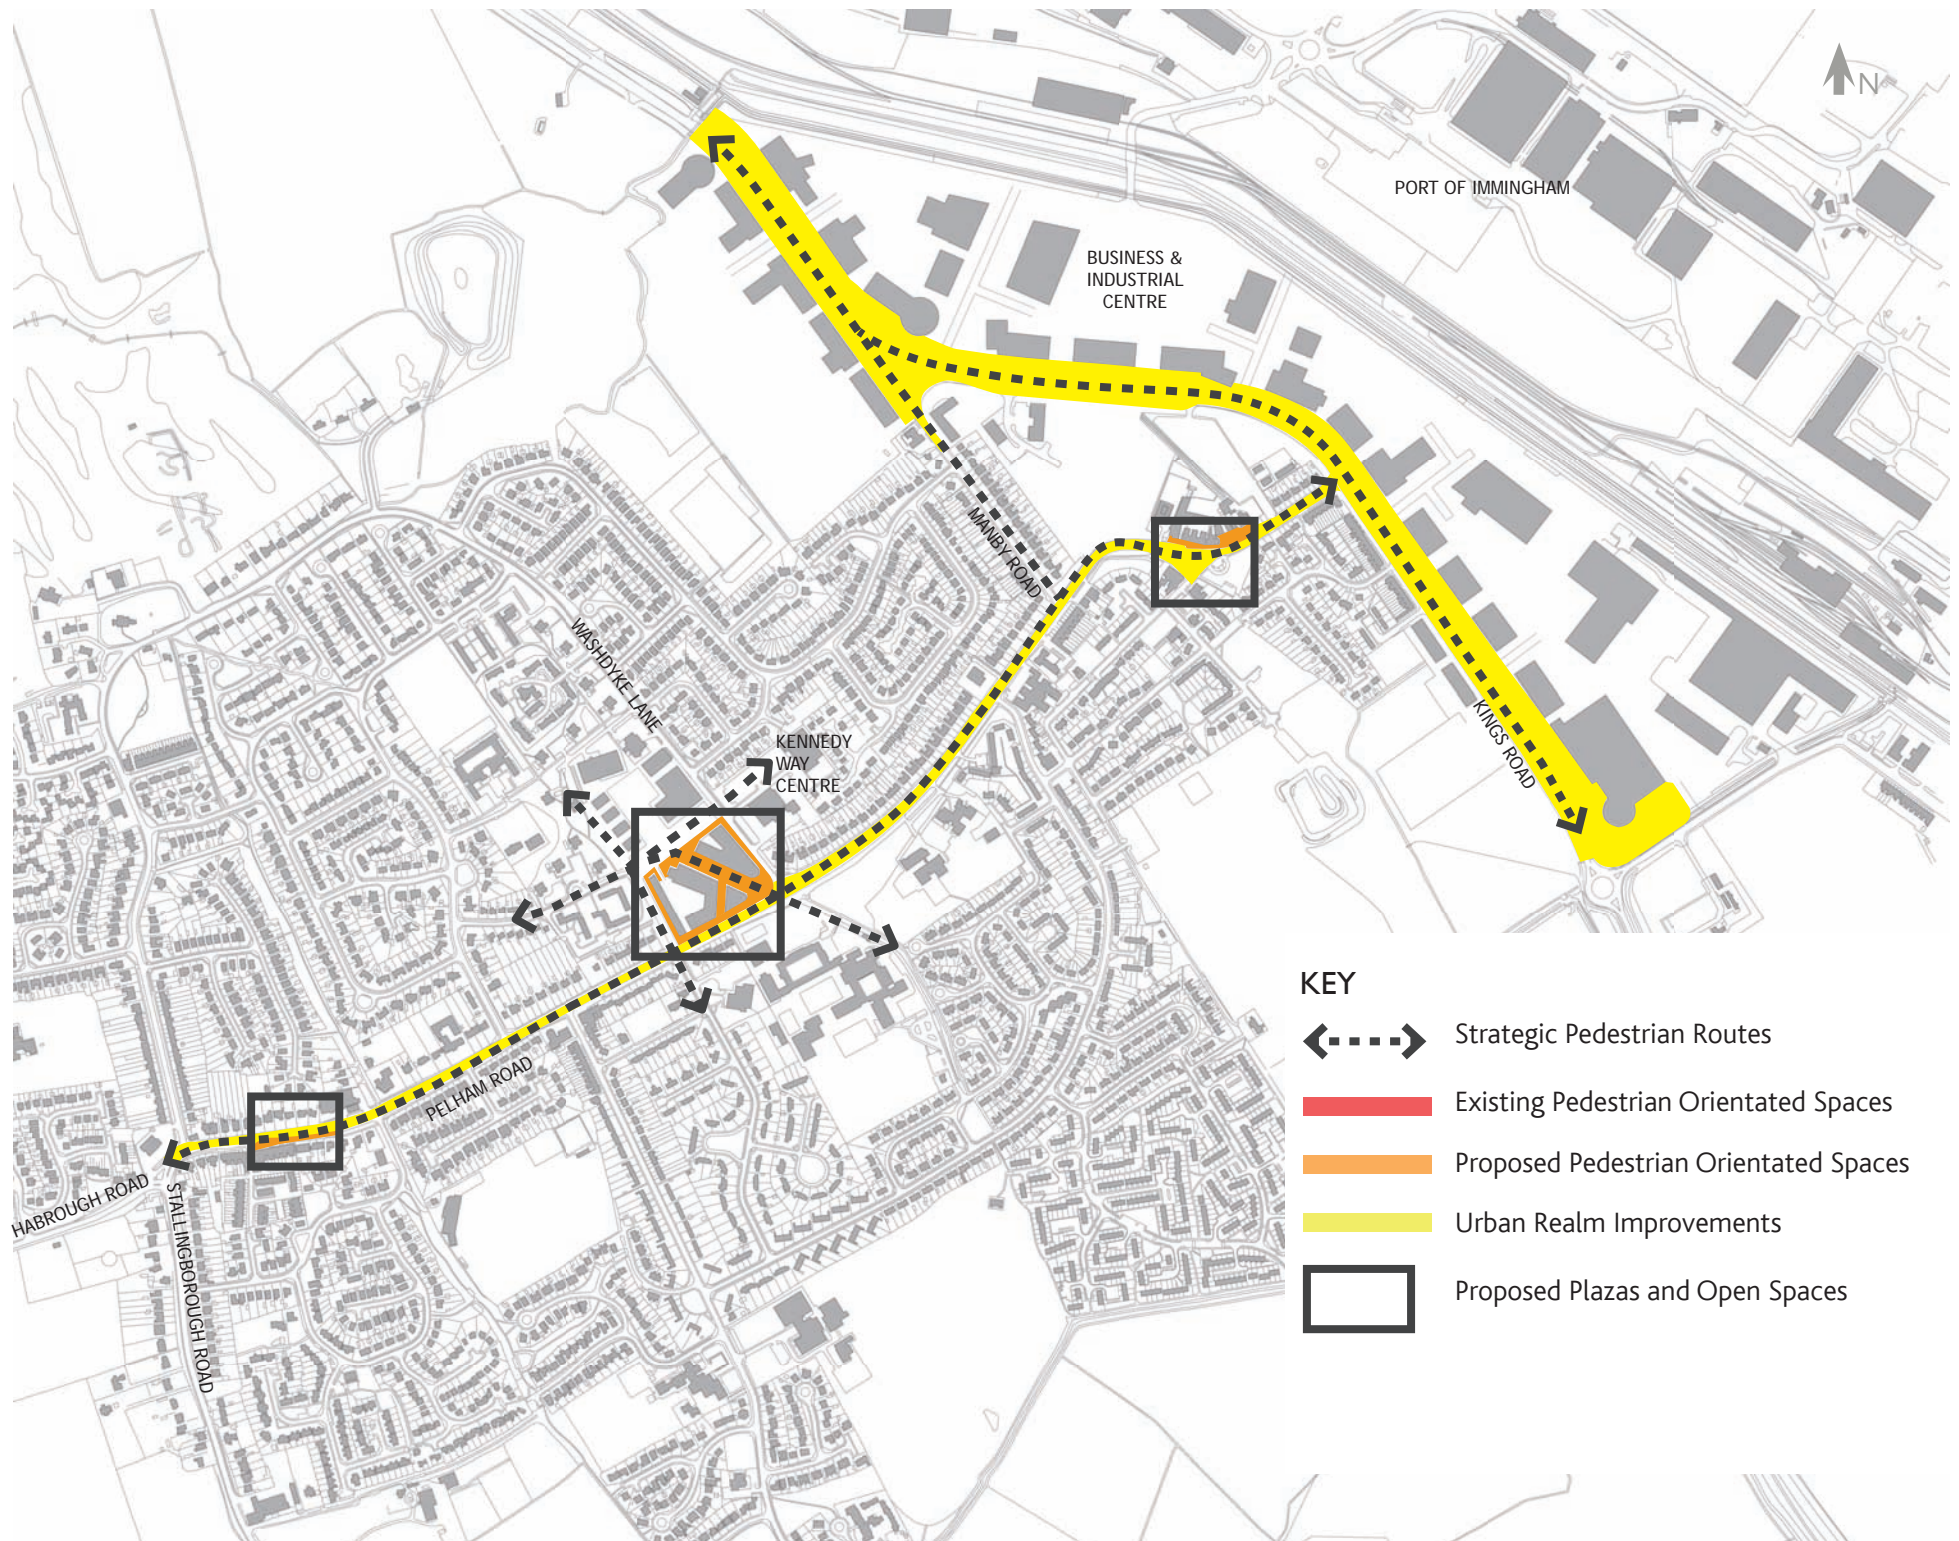 N
PORT OF IMMINGHAM
BUSINESS &
INDUSTRIAL
CENTRE
MANBY ROAD
WASHDYKE LANE
KENNEDY
WAY
CENTRE
KINGS ROAD
PELHAM ROAD
HABROUGH ROAD
STALLINGBOROUGH ROAD
KEY
Strategic Pedestrian Routes
Existing Pedestrian Orientated Spaces
Proposed Pedestrian Orientated Spaces
Urban Realm Improvements
Proposed Plazas and Open Spaces